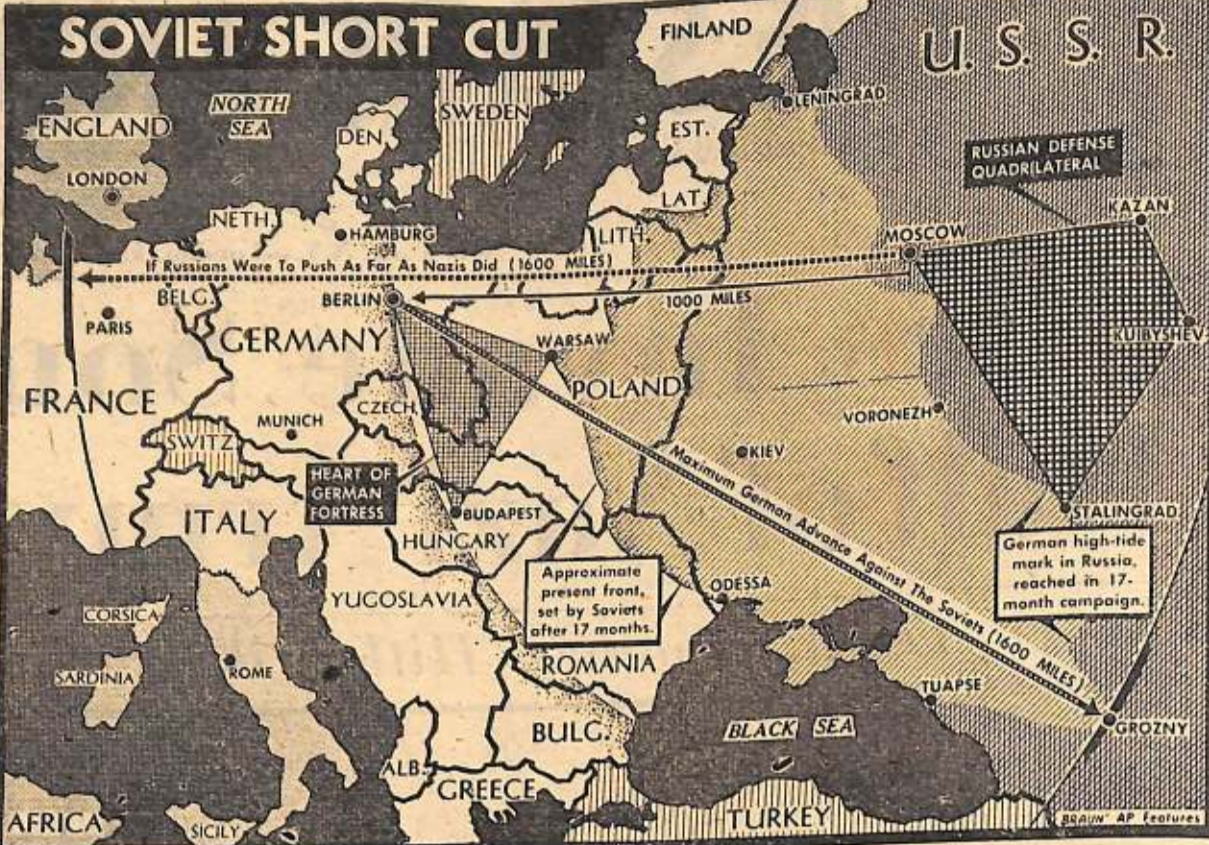 SOVIET SHORT CUT
FINLAND
U. S. S. R.
NORTH
SEA
SWEDEN
LENINGRAD
ENGLAND
DEN.
EST.
RUSSIAN DEFENSE
QUADRILATERAL
LONDON
LAT.
KAZAN
NETH.
HAMBURG
LITH.
MOSCOW
If Russians Were To Push As Far As Nazis Did (1600 MILES)
BELG.
BERLIN
1000 MILES
PARIS
KUIBYSHEV
GERMANY
WARSAW
POLAND
FRANCE
CZECH.
VORONEZH
MUNICH
SWITZ.
KIEV
Maximum German Advance Against The Soviets (1600 MILES)
HEART OF
GERMAN
FORTRESS
ITALY
BUDAPEST
STALINGRAD
HUNGARY
German high-tide
mark in Russia,
reached in 17-
month campaign.
Approximate
present front,
set by Soviets
after 17 months.
ODESSA
YUGOSLAVIA
CORSICA
ROMANIA
SARDINIA
ROME
TUAPSE
GROZNY
BULG.
BLACK SEA
ALB.
GREECE
AFRICA
SICILY
TURKEY
BRAUN AP Features